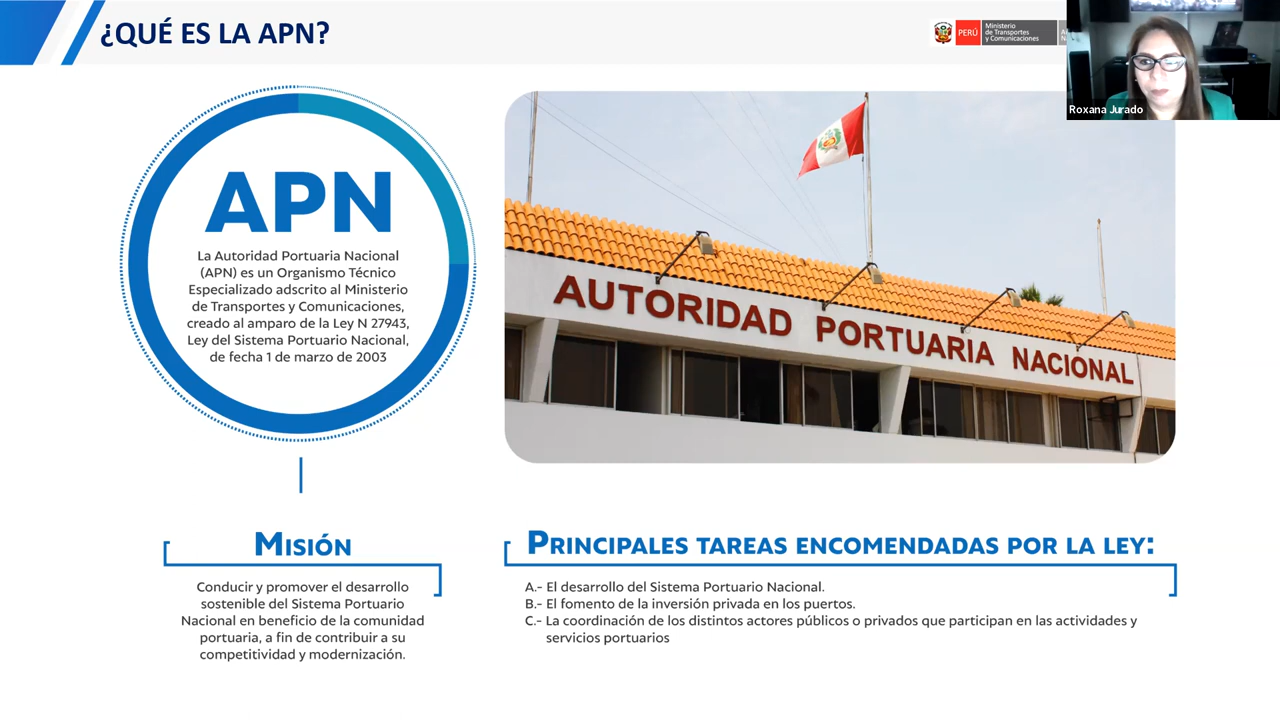 ¿QUÉ ES LA APN?
PERÚ
Ministerio
de Transportes
y Comunicaciones
Roxana Jurado
APN
La Autoridad Portuaria Nacional
(APN) es un Organismo Técnico
Especializado adscrito al Ministerio
de Transportes y Comunicaciones,
creado al amparo de la Ley N 27943,
Ley del Sistema Portuario Nacional,
de fecha 1 de marzo de 2003
AUTORIDAD PORTUARIA NACIONAL
MISIÓN
Conducir y promover el desarrollo
sostenible del Sistema Portuario
Nacional en beneficio de la comunidad
portuaria, a fin de contribuir a su
competitividad y modernización.
PRINCIPALES TAREAS ENCOMENDADAS POR LA LEY:
A.- El desarrollo del Sistema Portuario Nacional.
B.- El fomento de la inversión privada en los puertos.
C.- La coordinación de los distintos actores públicos o privados que participan en las actividades y
servicios portuarios